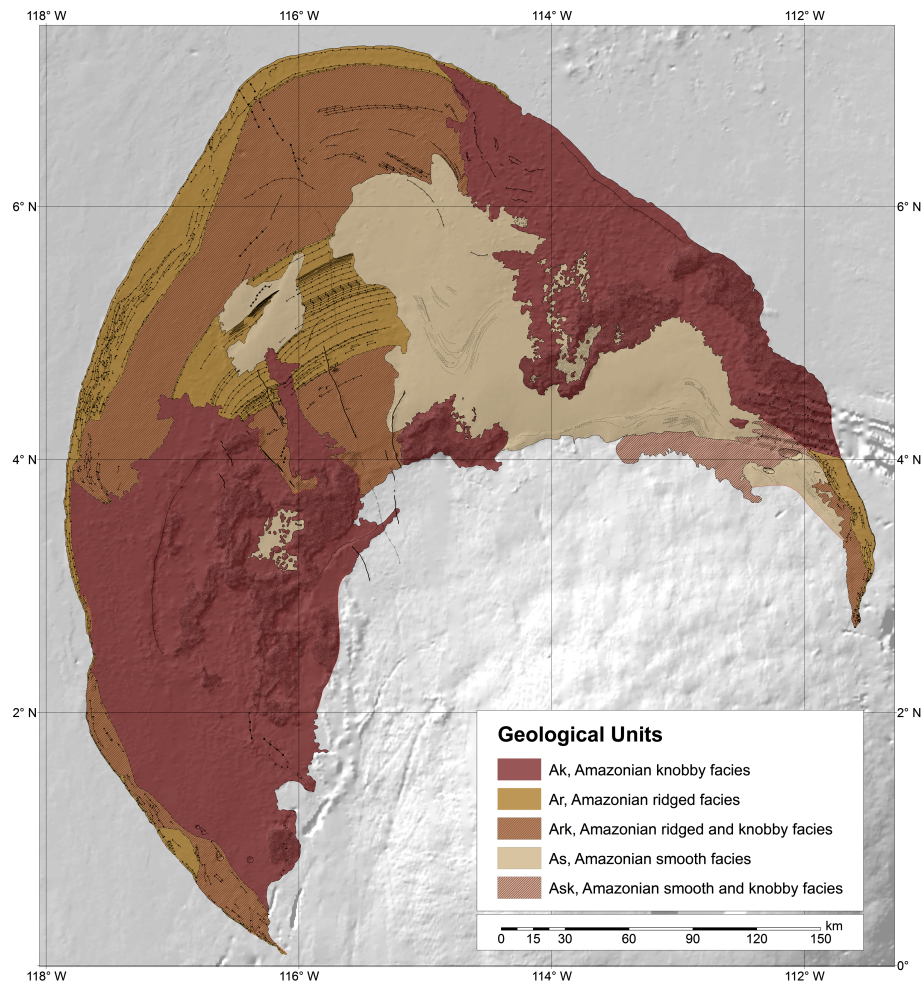 118° W 116° W 114° W 112° W
6° N 6° N
4° N 4° N
2° N 2° N
Geological Units
Ak, Amazonian knobby facies
Ar, Amazonian ridged facies
Ark, Amazonian ridged and knobby facies
As, Amazonian smooth facies
Ask, Amazonian smooth and knobby facies
km
0 15 30 60 90 120 150
0°
118° W 116° W 114° W 112° W